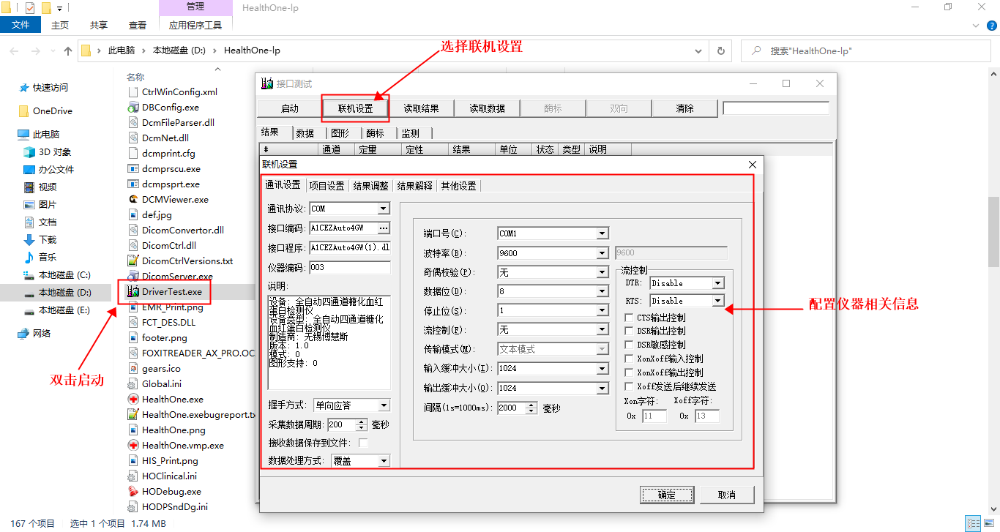 管理
HealthOne-lp
文件
主页
共享
查看
应用程序工具
此电脑
本地磁盘 (D:)
HealthOne-lp
搜索"HealthOne-lp"
选择联机设置
快速访问
OneDrive
此电脑
3D 对象
办公文件
视频
图片
文档
下载
音乐
本地磁盘 (C:)
本地磁盘 (D:)
本地磁盘 (E:)
网络
双击启动
名称
CtrlWinConfig.xml
DBConfig.exe
DcmFileParser.dll
DcmNet.dll
dcmprint.cfg
dcmprscu.exe
dcmpsprt.exe
DCMViewer.exe
def.jpg
DicomConvertor.dll
DicomCtrl.dll
DicomCtrlVersions.txt
DicomServer.exe
DriverTest.exe
EMR_Print.png
FCT_DES.DLL
footer.png
FOXITREADER_AX_PRO.OC
gears.ico
Global.ini
HealthOne.exe
HealthOne.exebugreport.tx
HealthOne.png
HealthOne.vmp.exe
HIS_Print.png
HOClinical.ini
HODebug.exe
HODPSndDg.ini
接口测试
启动
联机设置
读取结果
读取数据
酶标
双向
清除
结果
数据
图形
酶标
监测
#
通道
定量
定性
结果
单位
状态
类型
说明
联机设置
通讯设置
项目设置
结果调整
结果解释
其他设置
通讯协议: COM
接口编码: A1CEZAuto4GW ...
接口程序: A1CEZAuto4GW(1).dl
仪器编码: 003
说明:
设备: 全自动四通道糖化血红
蛋白检测仪
设备类型: 全自动四通道糖化
血红蛋白检测仪
制造商: 无锡博慧斯
版本: 1.0
模式: 0
图形支持: 0
握手方式: 单向应答
采集数据周期: 200 毫秒
接收数据保存到文件:
数据处理方式: 覆盖
端口号(C): COM1
波特率(B): 9600
9600
奇偶校验(P): 无
数据位(D): 8
停止位(S): 1
流控制(F): 无
传输模式(M): 文本模式
输入缓冲大小(I): 1024
输出缓冲大小(O): 1024
间隔(1s=1000ms): 2000 毫秒
流控制
DTR: Disable
RTS: Disable
CTS输出控制
DSR输出控制
DSR敏感控制
XonXoff输入控制
XonXoff输出控制
Xoff发送后继续发送
Xon字符: Xoff字符:
0x 11 0x 13
配置仪器相关信息
确定
取消
167 个项目
选中 1 个项目 1.74 MB